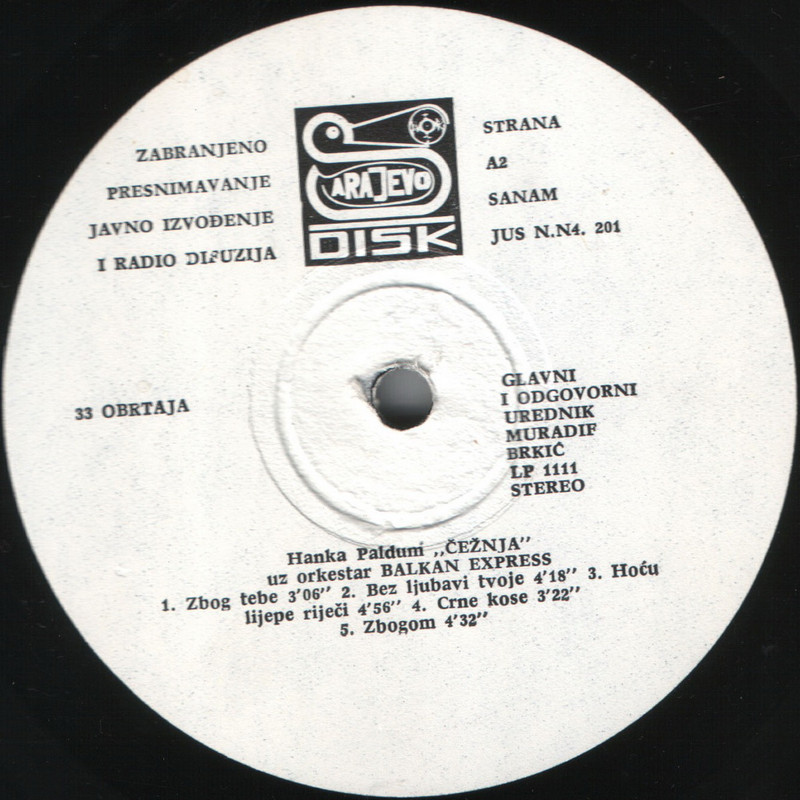 ZABRANJENO
PRESNIMAVANJE
JAVNO IZVOĐENJE
I RADIO DIFUZIJA
SARAJEVO
DISK
STRANA
A2
SANAM
JUS N.N4. 201
33 OBRTAJA
GLAVNI
I ODGOVORNI
UREDNIK
MURADIF
BRKIĆ
LP 1111
STEREO
Hanka Paldum ,,ČEŽNJA''
uz orkestar BALKAN EXPRESS
1. Zbog tebe 3'06'' 2. Bez ljubavi tvoje 4'18'' 3. Hoću
lijepe riječi 4'56'' 4. Crne kose 3'22''
5. Zbogom 4'32''